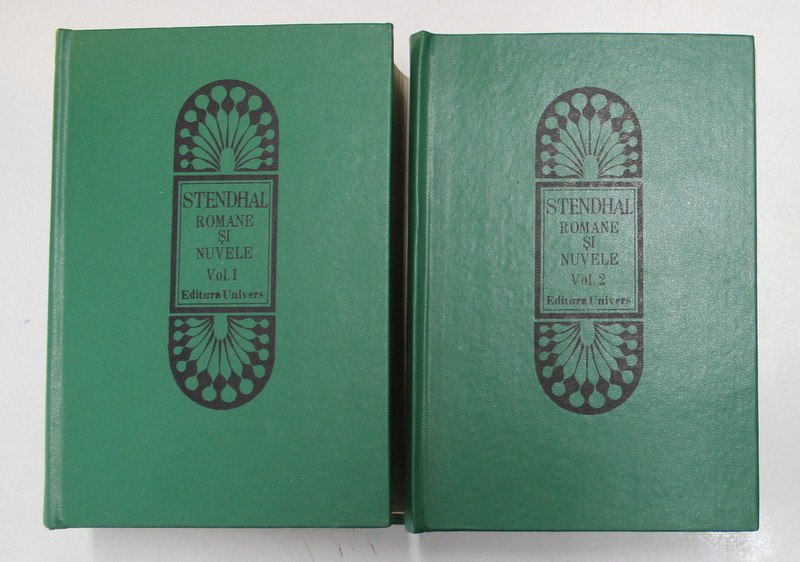 STENDHAL
ROMANE
ŞI
NUVELE
Vol.1
Editura Univers
STENDHAL
ROMANE
ŞI
NUVELE
Vol.2
Editura Univers